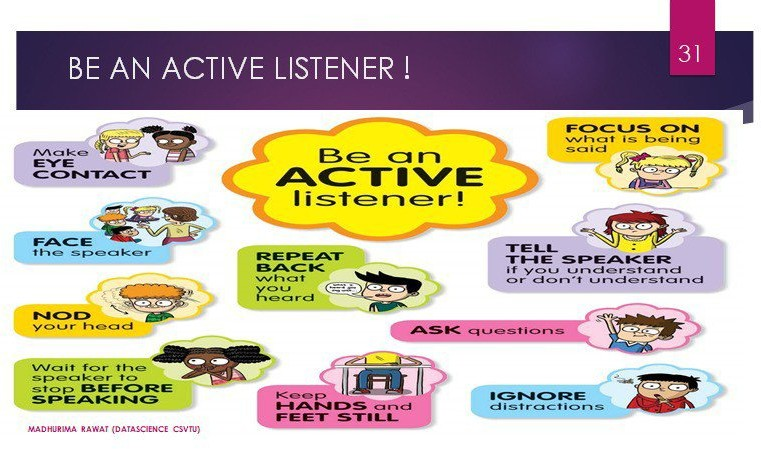 BE AN ACTIVE LISTENER !
31
Be an
ACTIVE
listener!
Make
EYE
CONTACT
FACE
the speaker
NOD
your head
Wait for the
speaker to
stop BEFORE
SPEAKING
REPEAT
BACK
what
you
heard
Keep
HANDS and
FEET STILL
FOCUS ON
what is being
said
TELL
THE SPEAKER
if you understand
or don't understand
ASK questions
IGNORE
distractions
MADHURIMA RAWAT (DATASCIENCE CSVTU)